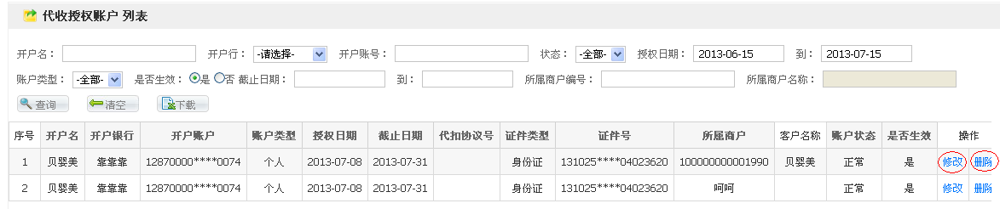 代收授权账户 列表
开户名： 开户行： -请选择- 开户账号： 状态： -全部- 授权日期： 2013-06-15 到： 2013-07-15
账户类型： -全部- 是否生效： 是 否 截止日期： 到： 所属商户编号： 所属商户名称：
查询 清空 下载
序号 开户名 开户银行 开户账户 账户类型 授权日期 截止日期 代扣协议号 证件类型 证件号 所属商户 客户名称 账户状态 是否生效 操作
1 贝婴美 靠靠靠 12870000****0074 个人 2013-07-08 2013-07-31 身份证 131025****04023620 100000000001990 贝婴美 正常 是 修改 删除
2 贝婴美 靠靠靠 12870000****0074 个人 2013-07-08 2013-07-31 身份证 131025****04023620 呵呵 正常 是 修改 删除